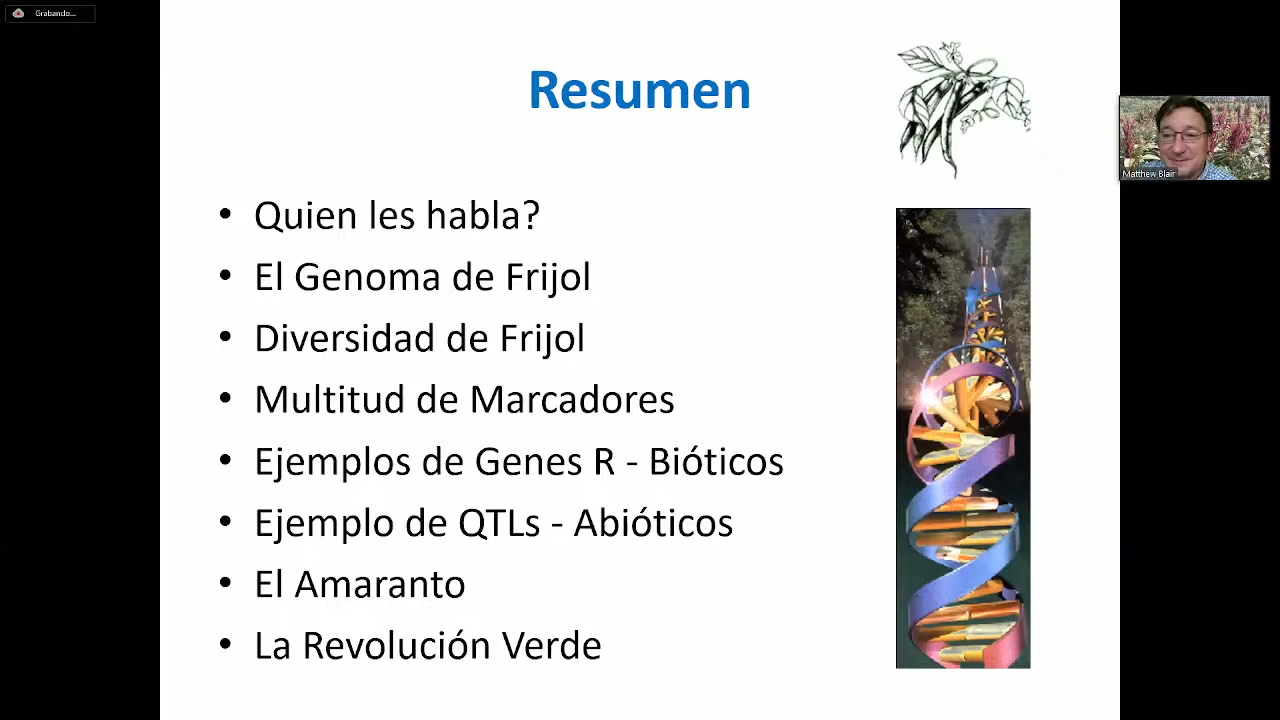 Grabando...
Resumen
Matthew Blair
• Quien les habla?
• El Genoma de Frijol
• Diversidad de Frijol
• Multitud de Marcadores
• Ejemplos de Genes R - Bióticos
• Ejemplo de QTLs - Abióticos
• El Amaranto
• La Revolución Verde